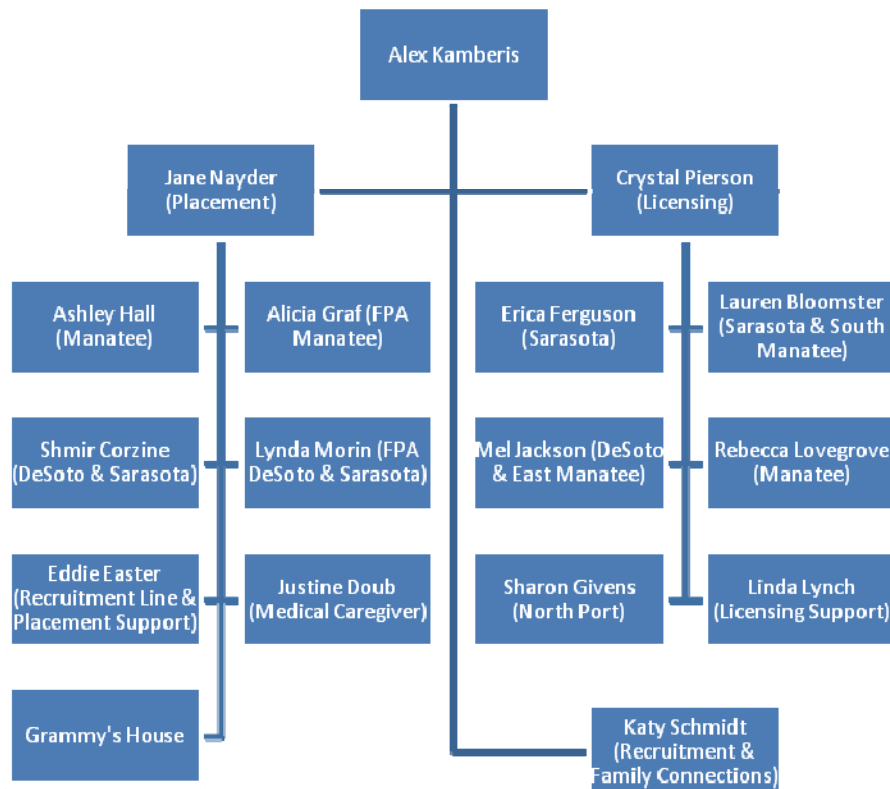 Alex Kamberis
Jane Nayder
(Placement)
Crystal Pierson
(Licensing)
Ashley Hall
(Manatee)
Alicia Graf (FPA
Manatee)
Erica Ferguson
(Sarasota)
Lauren Bloomster
(Sarasota & South
Manatee)
Shmir Corzine
(DeSoto & Sarasota)
Lynda Morin (FPA
DeSoto & Sarasota)
Mel Jackson (DeSoto
& East Manatee)
Rebecca Lovegrove
(Manatee)
Eddie Easter
(Recruitment Line &
Placement Support)
Justine Doub
(Medical Caregiver)
Sharon Givens
(North Port)
Linda Lynch
(Licensing Support)
Grammy's House
Katy Schmidt
(Recruitment &
Family Connections)